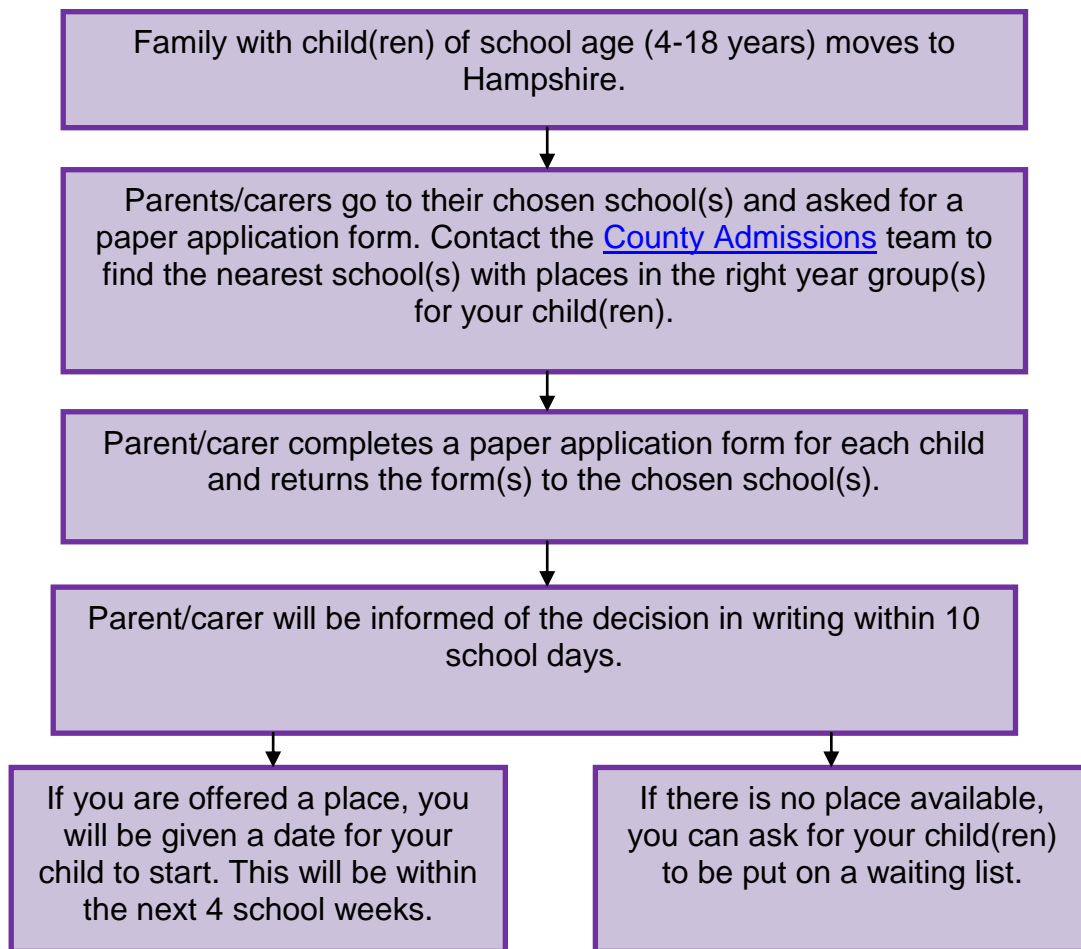 Family with child(ren) of school age (4-18 years) moves to
Hampshire.
Parents/carers go to their chosen school(s) and asked for a
paper application form. Contact the County Admissions team to
find the nearest school(s) with places in the right year group(s)
for your child(ren).
Parent/carer completes a paper application form for each child
and returns the form(s) to the chosen school(s).
Parent/carer will be informed of the decision in writing within 10
school days.
If you are offered a place, you
will be given a date for your
child to start. This will be within
the next 4 school weeks.
If there is no place available,
you can ask for your child(ren)
to be put on a waiting list.